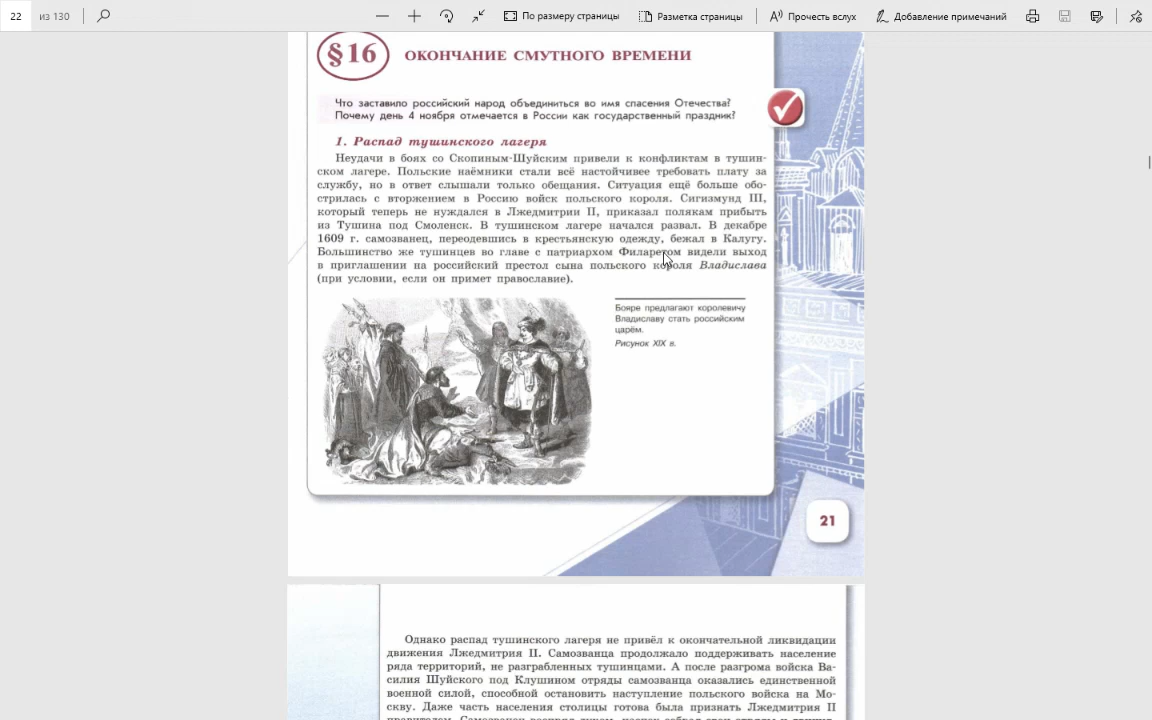 22 из 130
По размеру страницы
Разметка страницы
Прочесть вслух
Добавление примечаний
§ 16
ОКОНЧАНИЕ СМУТНОГО ВРЕМЕНИ
Что заставило российский народ объединиться во имя спасения Отечества?
Почему день 4 ноября отмечается в России как государственный праздник?
1. Распад тушинского лагеря
Неудачи в боях со Скопиным-Шуйским привели к конфликтам в тушин-
ском лагере. Польские наёмники стали всё настойчивее требовать плату за
службу, но в ответ слышали только обещания. Ситуация ещё больше обо-
стрилась с вторжением в Россию войск польского короля. Сигизмунд III,
который теперь не нуждался в Лжедмитрии II, приказал полякам прибыть
из Тушина под Смоленск. В тушинском лагере начался развал. В декабре
1609 г. самозванец, переодевшись в крестьянскую одежду, бежал в Калугу.
Большинство же тушинцев во главе с патриархом Филаретом видели выход
в приглашении на российский престол сына польского короля Владислава
(при условии, если он примет православие).
Бояре предлагают королевичу
Владиславу стать российским
царём.
Рисунок XIX в.
21
Однако распад тушинского лагеря не привёл к окончательной ликвидации
движения Лжедмитрия II. Самозванца продолжало поддерживать население
ряда территорий, не разграбленных тушинцами. А после разгрома войска Ва-
силия Шуйского под Клушином отряды самозванца оказались единственной
военной силой, способной остановить наступление польского войска на Мо-
скву. Даже часть населения столицы готова была признать Лжедмитрия II